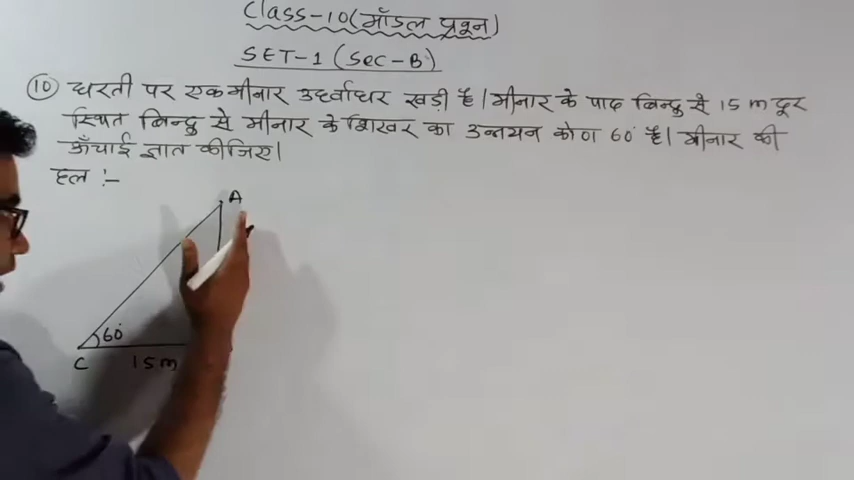 Class-10 (मॉडल प्रश्न)
SET-1 (Sec-B)
(10) धरती पर एक मीनार उर्ध्वाधर खड़ी है। मीनार के पाद बिन्दु से 15 m दूर
स्थित बिन्दु से मीनार के शिखर का उन्नयन कोण 60° है। मीनार की
ऊँचाई ज्ञात कीजिए।
हल :-
A
60°
C 15m